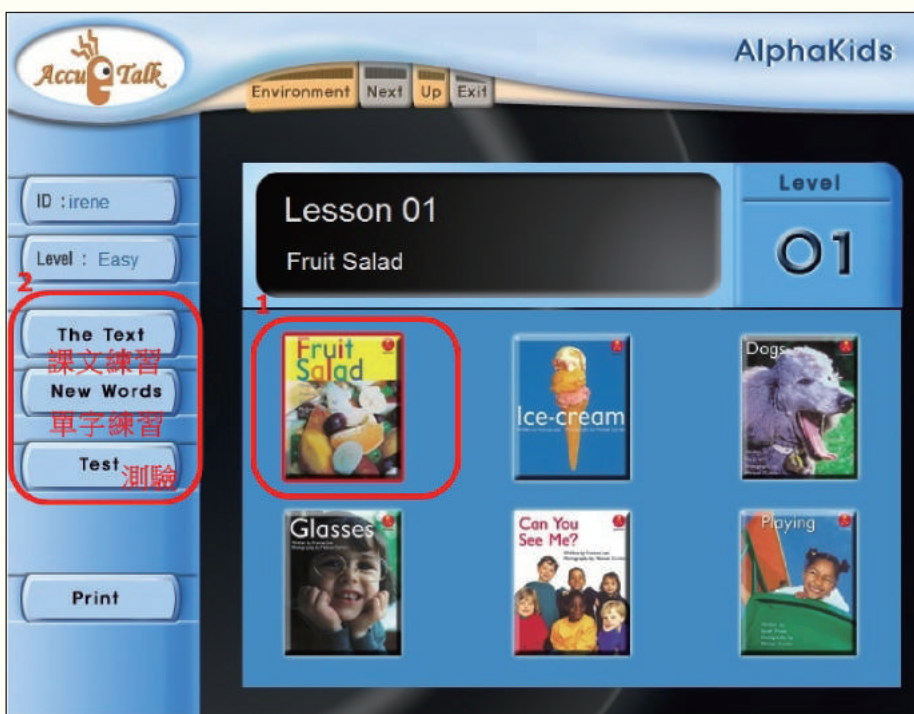 Accu Talk
AlphaKids
Environment Next Up Exit
ID : irene
Level : Easy
2
The Text
課文練習
New Words
單字練習
Test 測驗
Print
Lesson 01
Fruit Salad
Level
01
1
Fruit Salad
Ice-cream
Dogs
Glasses
Can You
See Me?
Playing